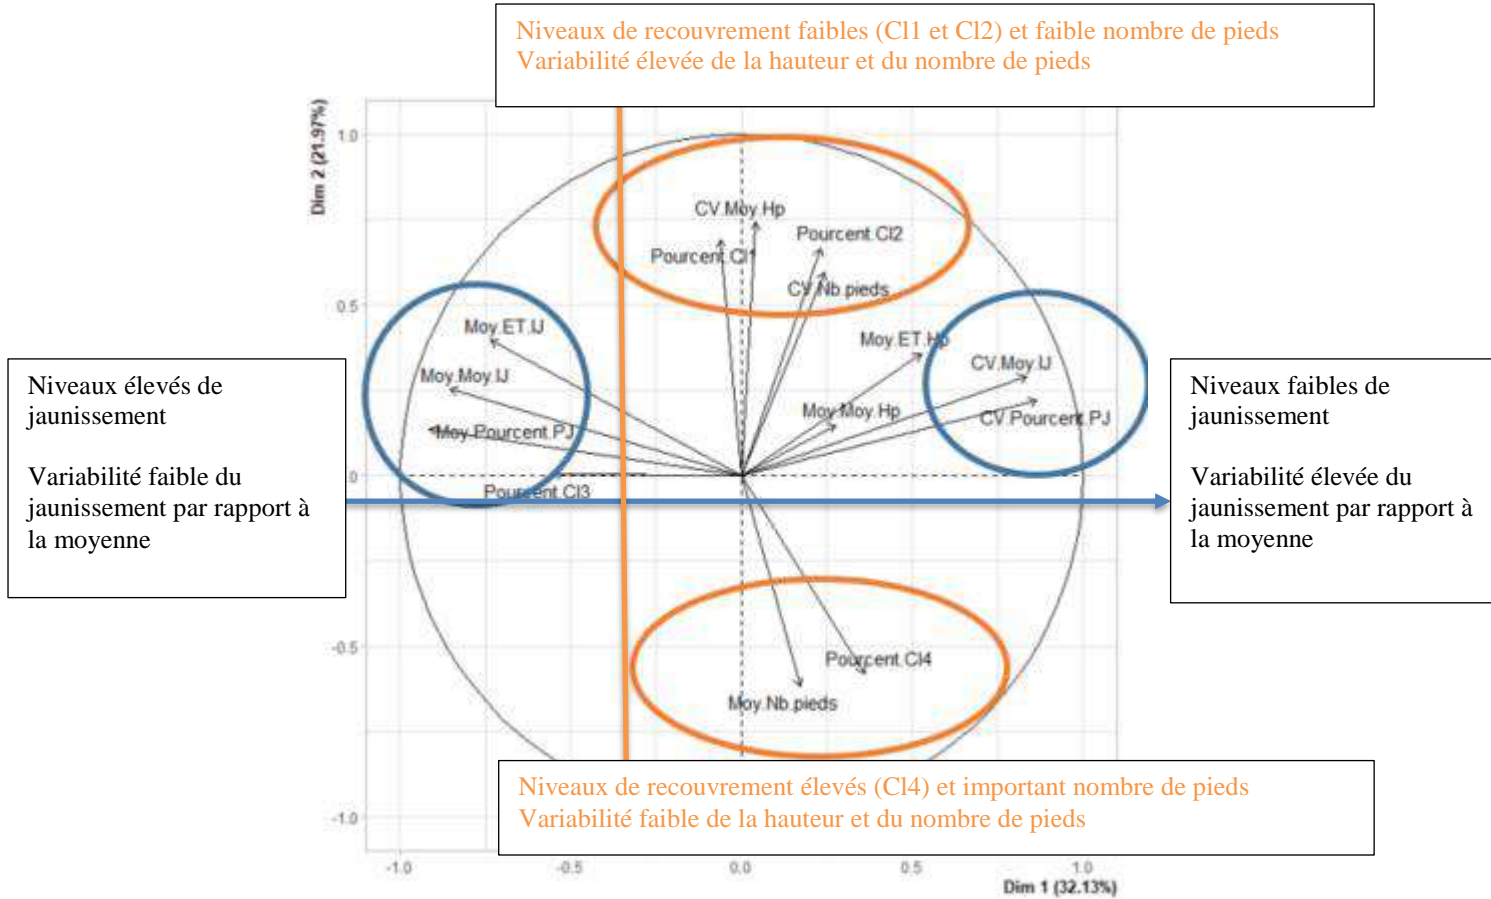 Niveaux de recouvrement faibles (Cl1 et Cl2) et faible nombre de pieds
Variabilité élevée de la hauteur et du nombre de pieds
Dim 2 (21.97%)
1.0
0.5
0
-0.5
-1.0
CV.Moy.Hp
Pourcent.Cl2
Pourcent.Cl1
CV.Nb.pieds
Moy.ET.IJ
Moy.ET.Hp
CV.Moy.IJ
Moy.Moy.IJ
Moy.Moy.Hp
CV.Pourcent.PJ
Moy.Pourcent.PJ
Pourcent.Cl3
Pourcent.Cl4
Moy.Nb.pieds
Niveaux élevés de
jaunissement
Variabilité faible du
jaunissement par rapport à
la moyenne
Niveaux faibles de
jaunissement
Variabilité élevée du
jaunissement par rapport à
la moyenne
Niveaux de recouvrement élevés (Cl4) et important nombre de pieds
Variabilité faible de la hauteur et du nombre de pieds
-1.0 -0.5 0.0 0.5 1.0
Dim 1 (32.13%)